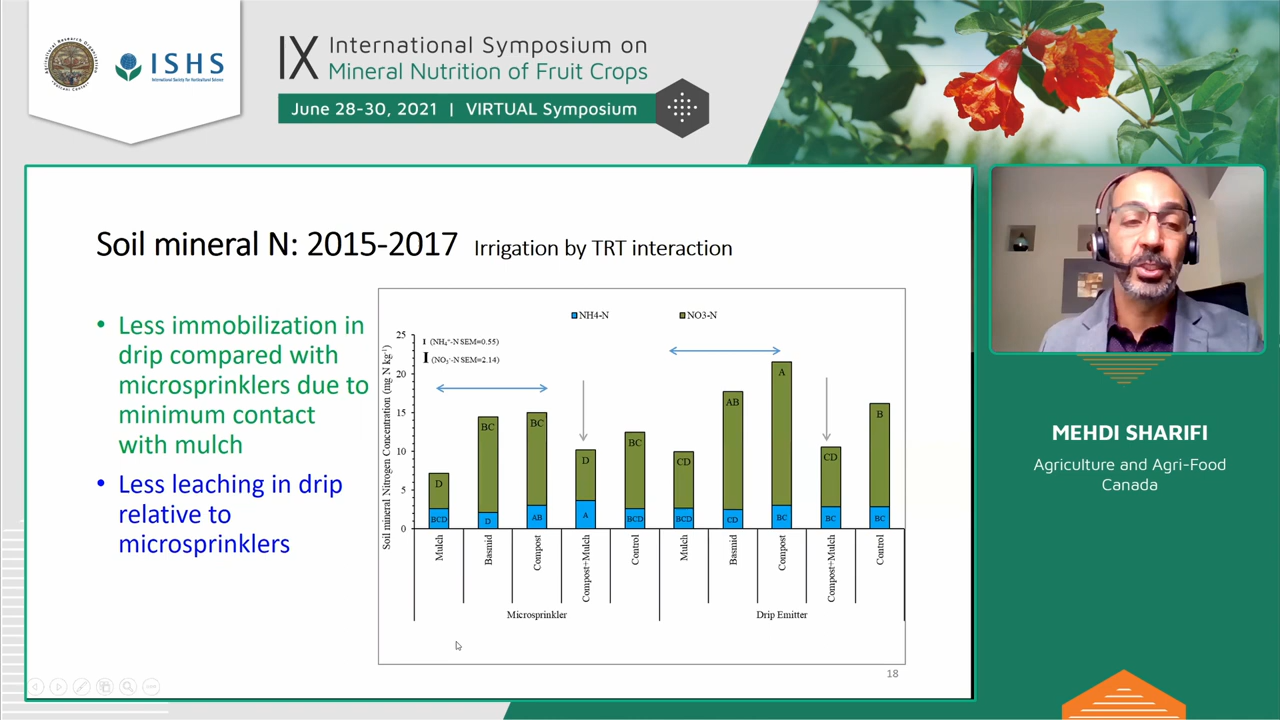 ISHS
International Society for Horticultural Science
IX International Symposium on
Mineral Nutrition of Fruit Crops
June 28-30, 2021 | VIRTUAL Symposium
Soil mineral N: 2015-2017 Irrigation by TRT interaction
• Less immobilization in
drip compared with
microsprinklers due to
minimum contact
with mulch
• Less leaching in drip
relative to
microsprinklers
NH4-N NO3-N
Soil mineral Nitrogen Concentration (mg N kg⁻¹)
25
20
15
10
5
0
I (NH₄⁺-N SEM=0.55)
I (NO₃⁻-N SEM=2.14)
D BC BC D BC CD AB A CD B
BCD D AB A BCD BCD CD BC BC BC
Mulch Basmid Compost Compost+Mulch Control Mulch Basmid Compost Compost+Mulch Control
Microsprinkler Drip Emitter
18
MEHDI SHARIFI
Agriculture and Agri-Food
Canada